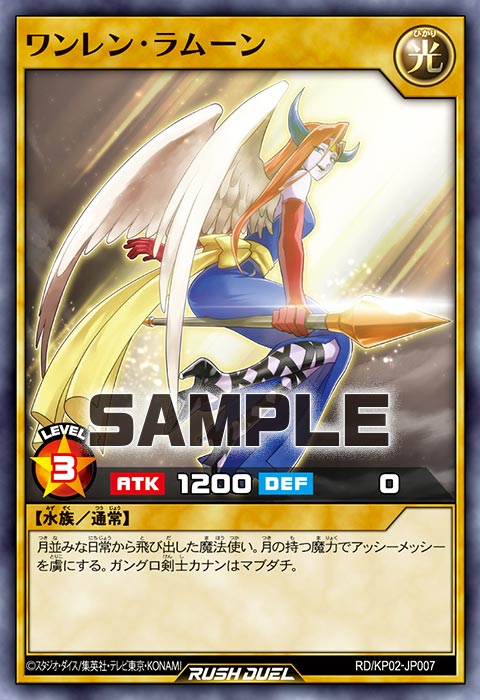 ワンレン・ラムーン
ひかり
光
SAMPLE
LEVEL
3
ATK 1200 DEF 0
【水族／通常】
月並みな日常から飛び出した魔法使い。月の持つ魔力でアッシーメッシー
を虜にする。ガングロ剣士カナンはマブダチ。
©スタジオ・ダイス/集英社・テレビ東京・KONAMI
RUSH DUEL
RD/KP02-JP007